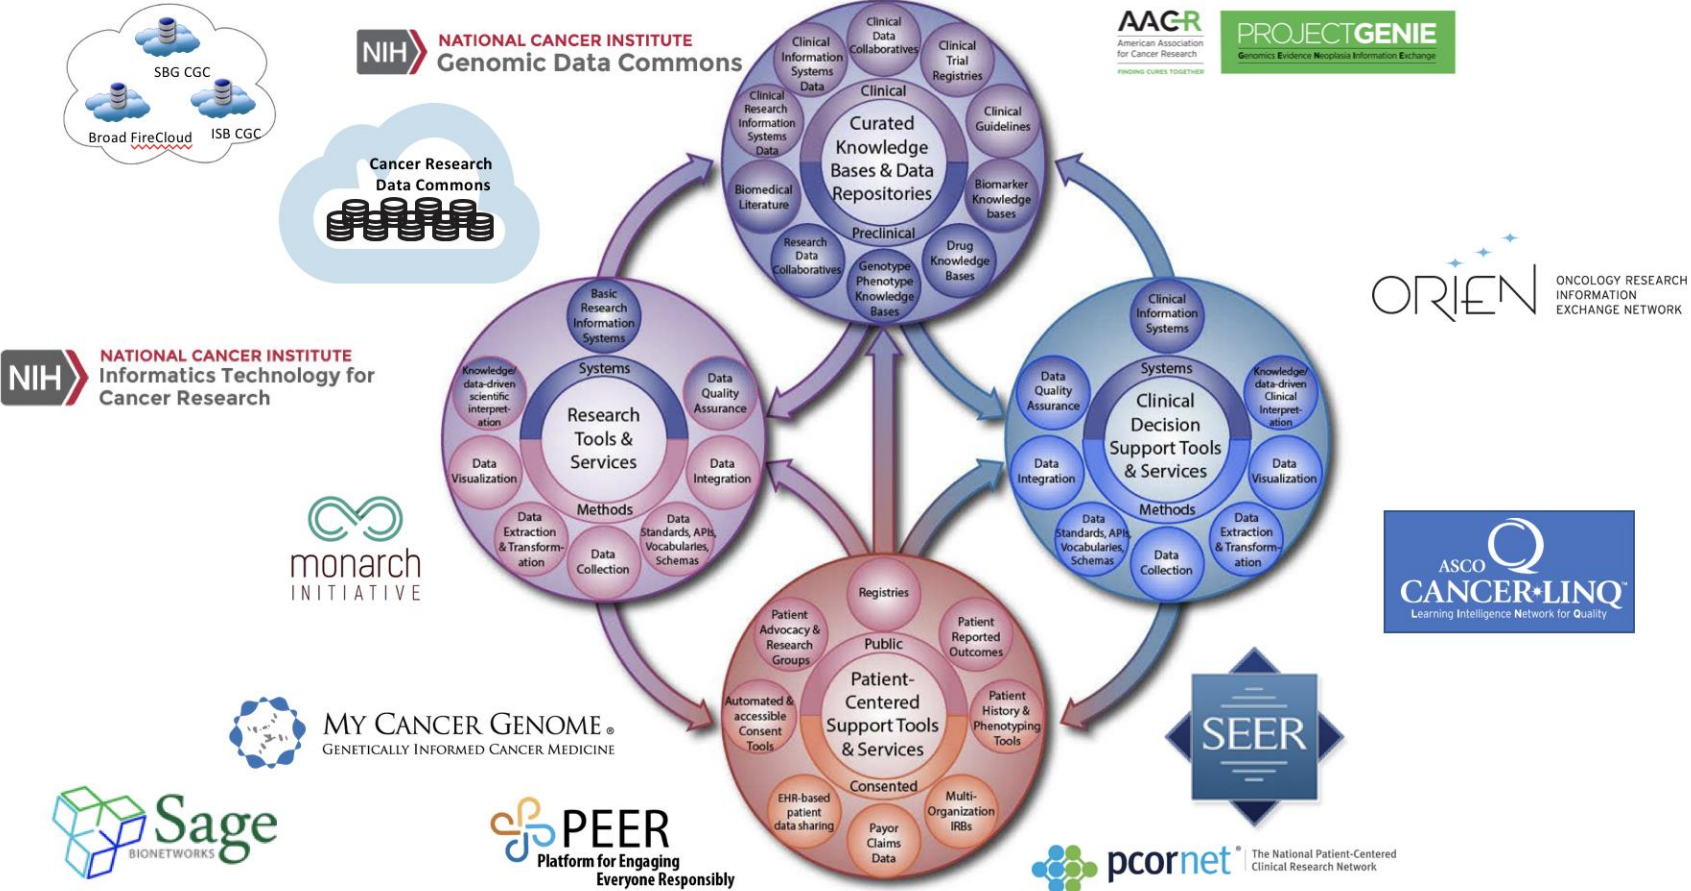 SBG CGC
Broad FireCloud
ISB CGC
NIH
NATIONAL CANCER INSTITUTE
Genomic Data Commons
Cancer Research
Data Commons
AACR
American Association
for Cancer Research
FINDING CURES TOGETHER
PROJECTGENIE
Genomics Evidence Neoplasia Information Exchange
Clinical
Data
Collaboratives
Clinical
Information
Systems
Data
Clinical
Trial
Registries
Clinical
Research
Information
Systems
Data
Clinical
Guidelines
Clinical
Curated
Knowledge
Bases & Data
Repositories
Preclinical
Biomedical
Literature
Biomarker
Knowledge
bases
Research
Data
Collaboratives
Genotype
Phenotype
Knowledge
Bases
Drug
Knowledge
Bases
ORIEN
ONCOLOGY RESEARCH
INFORMATION
EXCHANGE NETWORK
NIH
NATIONAL CANCER INSTITUTE
Informatics Technology for
Cancer Research
Basic
Research
Information
Systems
Knowledge/
data-driven
scientific
interpret-
ation
Data
Quality
Assurance
Systems
Research
Tools &
Services
Methods
Data
Visualization
Data
Integration
Data
Extraction
& Transform-
ation
Data
Collection
Data
Standards, APIs,
Vocabularies,
Schemas
Clinical
Information
Systems
Data
Quality
Assurance
Knowledge/
data-driven
Clinical
Interpret-
ation
Systems
Clinical
Decision
Support Tools
& Services
Methods
Data
Integration
Data
Visualization
Data
Standards, APIs,
Vocabularies,
Schemas
Data
Collection
Data
Extraction
& Transform-
ation
monarch
INITIATIVE
ASCO
CANCER LINQ™
Learning Intelligence Network for Quality
Registries
Patient
Advocacy &
Research
Groups
Patient
Reported
Outcomes
Public
Patient-
Centered
Support Tools
& Services
Consented
Automated &
accessible
Consent
Tools
Patient
History &
Phenotyping
Tools
EHR-based
patient
data sharing
Payor
Claims
Data
Multi-
Organization
IRBs
SEER
MY CANCER GENOME®
GENETICALLY INFORMED CANCER MEDICINE
Sage
BIONETWORKS
PEER
Platform for Engaging
Everyone Responsibly
pcornet®
The National Patient-Centered
Clinical Research Network